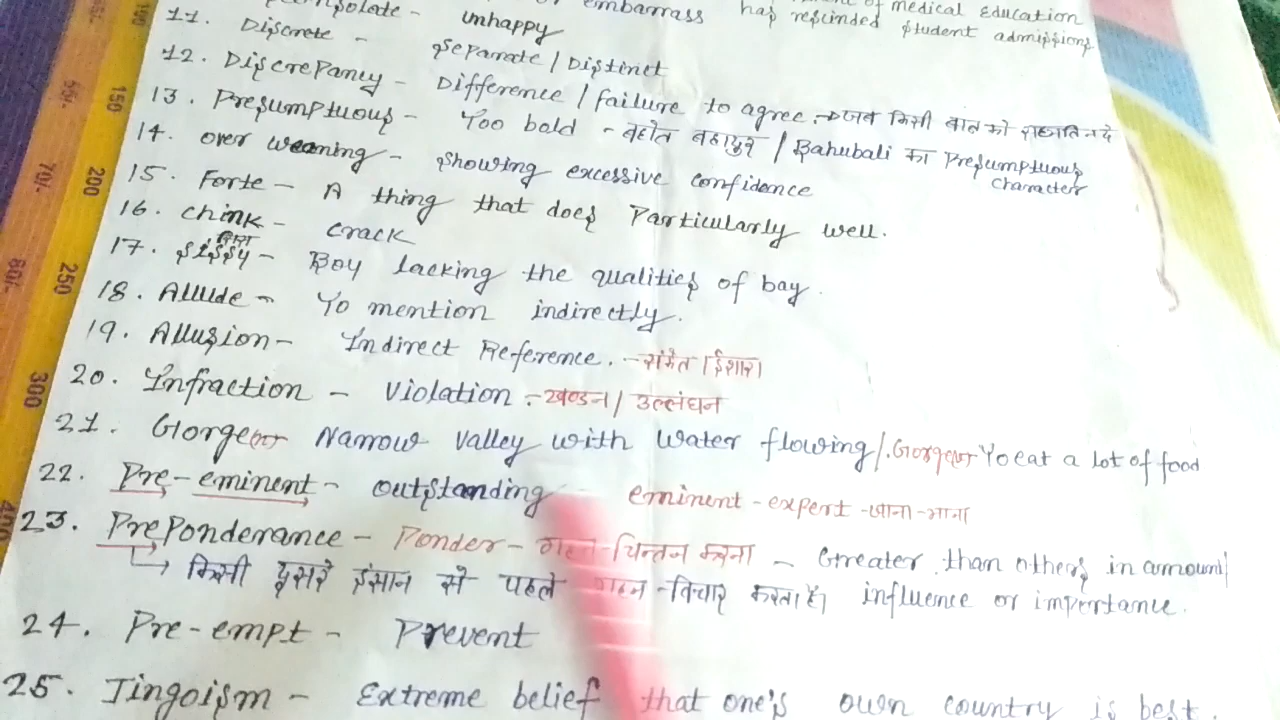 embarrass has rescinded student admissions
of medical Education
11. Discrete - unhappy
Separate / Distinct
12. Discrepancy - Difference / failure to agree. → जब किसी बात को सहमति न दे
13. Presumptuous - Too bold - बहोत बहादुर / Bahubali का Presumptuous character
14. over weaning - showing excessive confidence
15. Forte - A thing that does Particularly well.
16. Chink - crack
17. Sissy - Boy lacking the qualities of bay.
18. Allude - To mention indirectly.
19. Allusion - Indirect Reference. - संकेत / ईशारा
20. Infraction - Violation - खण्डन / उल्लंघन
21. Gorge(n) Narrow Valley with water flowing / Gorge(v) To eat a lot of food
22. Pre-eminent - outstanding eminent - expert - जाना - माना
23. PrePonderance - Ponder - गहन-चिन्तन करना - Greater than others in amount/
किसी दूसरे इंसान से पहले गहन-विचार करता है। influence or importance.
24. Pre-empt - Prevent
25. Jingoism - Extreme belief that one's own country is best.